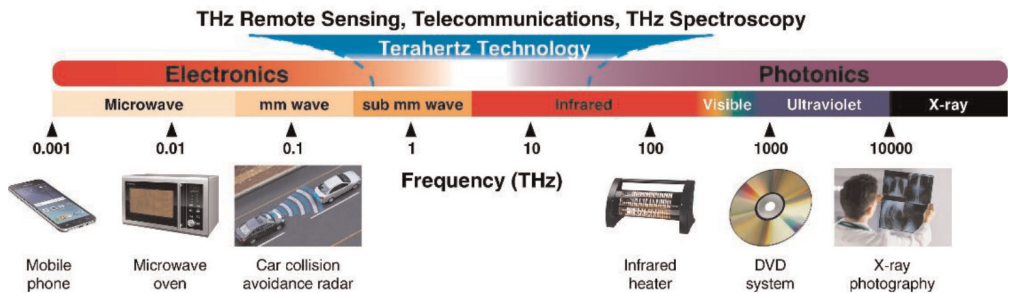 THz Remote Sensing, Telecommunications, THz Spectroscopy
Terahertz Technology
Electronics Photonics
Microwave mm wave sub mm wave Infrared Visible Ultraviolet X-ray
0.001 0.01 0.1 1 10 100 1000 10000
Frequency (THz)
Mobile phone
Microwave oven
Car collision avoidance radar
Infrared heater
DVD system
X-ray photography